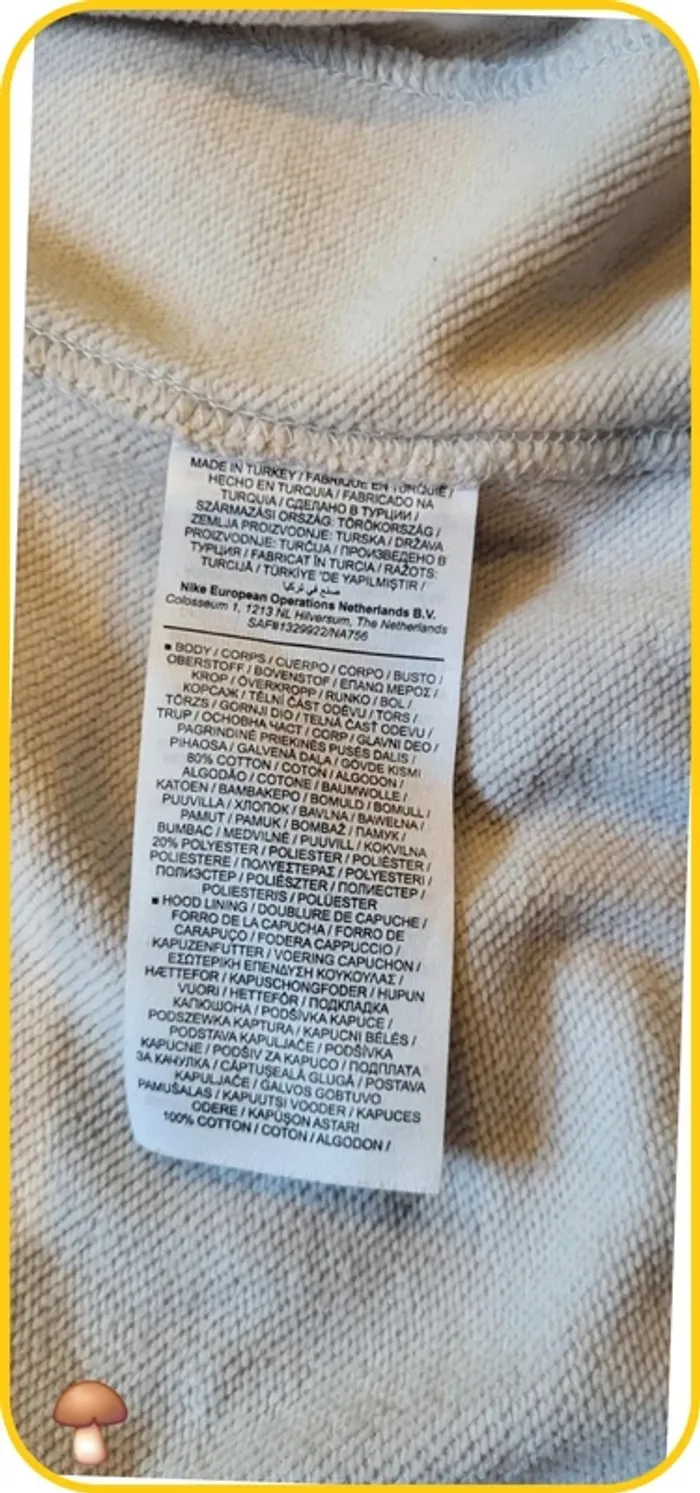 MADE IN TURKEY / FABRIQUÉ EN TURQUIE /
HECHO EN TURQUIA / FABRICADO NA
TURQUIA / СДЕЛАНО В ТУРЦИИ /
SZÁRMAZÁSI ORSZÁG: TÖRÖKORSZÁG /
ZEMLJA PROIZVODNJE: TURSKA / DRŽAVA
PROIZVODNJE: TURČIJA / ПРОИЗВЕДЕНО В
ТУРЦИЯ / FABRICAT ÎN TURCIA / RAŽOTS:
TURCIJĀ / TÜRKİYE 'DE YAPILMIŞTIR /
صنع في تركيا
Nike European Operations Netherlands B.V.
Colosseum 1, 1213 NL Hilversum, The Netherlands
SAF#1329922/NA756
▪ BODY / CORPS / CUERPO / CORPO / BUSTO /
OBERSTOFF / BOVENSTOF / ΕΠΑΝΩ ΜΕΡΟΣ /
KROP / OVERKROPP / RUNKO / BOL /
КОРСАЖ / TĚLNÍ ČÁST ODĚVU / TORS /
TÖRZS / GORNJI DIO / TELNÁ ČASŤ ODEVU /
TRUP / ОСНОВНА ЧАСТ / CORP / GLAVNI DEO /
PAGRINDINĖ PRIEKINĖS PUSĖS DALIS /
PIHAOSA / GALVENĀ DAĻA / GÖVDE KISMI
80% COTTON / COTON / ALGODON /
ALGODÃO / COTONE / BAUMWOLLE /
KATOEN / ΒΑΜΒΑΚΕΡΟ / BOMULD / BOMULL /
PUUVILLA / ХЛОПОК / BAVLNA / BAWEŁNA /
PAMUT / PAMUK / BOMBAŽ / ПАМУК /
BUMBAC / MEDVILNĖ / PUUVILL / KOKVILNA
20% POLYESTER / POLIESTER / POLIÉSTER /
POLIESTERE / ΠΟΛΥΕΣΤΕΡΑΣ / POLYESTERI /
ПОЛИЭСТЕР / POLIÉSZTER / ПОЛИЕСТЕР /
POLIESTERIS / POLÜESTER
▪ HOOD LINING / DOUBLURE DE CAPUCHE /
FORRO DE LA CAPUCHA / FORRO DE
CARAPUÇO / FODERA CAPPUCCIO /
KAPUZENFUTTER / VOERING CAPUCHON /
ΕΣΩΤΕΡΙΚΗ ΕΠΕΝΔΥΣΗ ΚΟΥΚΟΥΛΑΣ /
HÆTTEFOR / KAPUSCHONGFODER / HUPUN
VUORI / HETTEFÔR / ПОДКЛАДКА
КАПЮШОНА / PODŠÍVKA KAPUCE /
PODSZEWKA KAPTURA / KAPUCNI BÉLÉS /
PODSTAVA KAPULJAČE / PODŠÍVKA
KAPUCNE / PODŠIV ZA KAPUCO / ПОДПЛАТА
ЗА КАЧУЛКА / CĂPTUŞEALĂ GLUGĂ / POSTAVA
KAPULJAČE / GALVOS GOBTUVO
PAMUŠALAS / KAPUUTSI VOODER / KAPUCES
ODERE / KAPÜŞON ASTARI
100% COTTON / COTON / ALGODON /